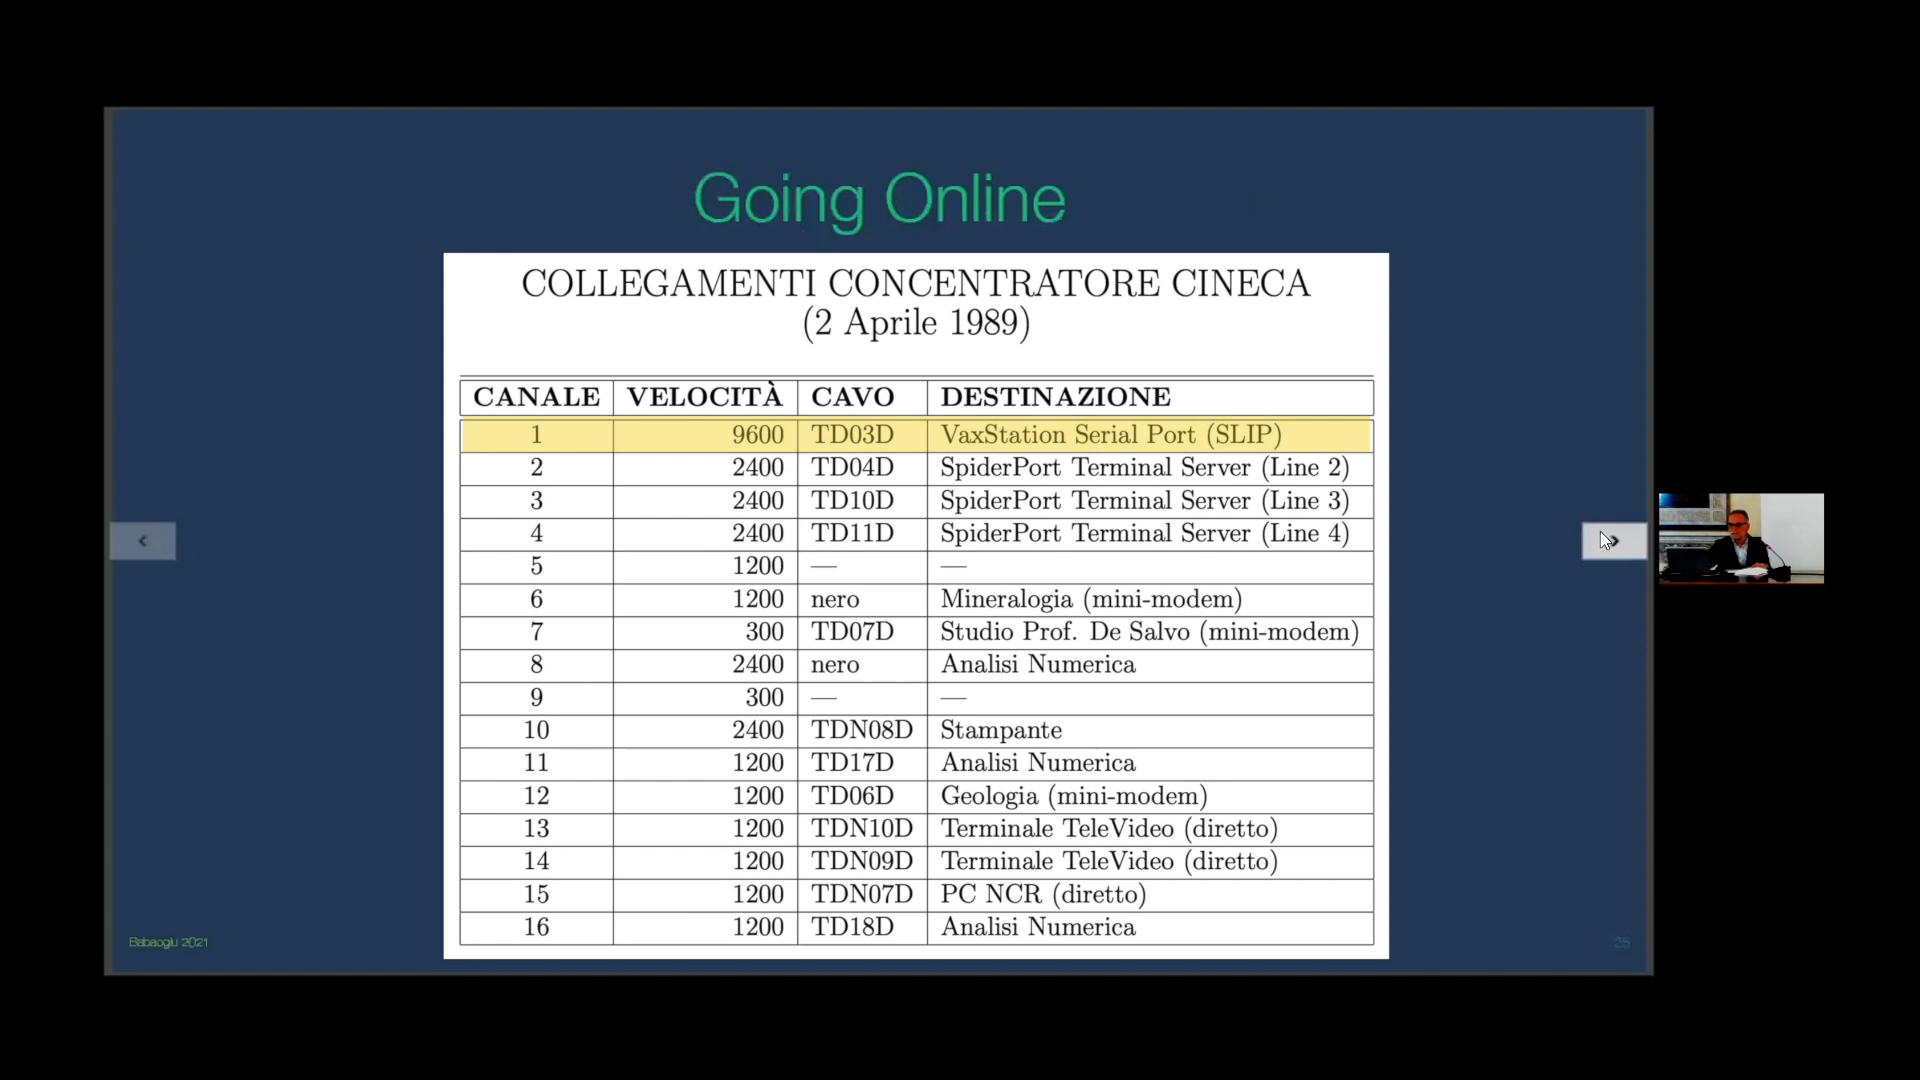 Going Online
COLLEGAMENTI CONCENTRATORE CINECA
(2 Aprile 1989)
CANALE VELOCITÀ CAVO DESTINAZIONE
1 9600 TD03D VaxStation Serial Port (SLIP)
2 2400 TD04D SpiderPort Terminal Server (Line 2)
3 2400 TD10D SpiderPort Terminal Server (Line 3)
4 2400 TD11D SpiderPort Terminal Server (Line 4)
5 1200 — —
6 1200 nero Mineralogia (mini-modem)
7 300 TD07D Studio Prof. De Salvo (mini-modem)
8 2400 nero Analisi Numerica
9 300 — —
10 2400 TDN08D Stampante
11 1200 TD17D Analisi Numerica
12 1200 TD06D Geologia (mini-modem)
13 1200 TDN10D Terminale TeleVideo (diretto)
14 1200 TDN09D Terminale TeleVideo (diretto)
15 1200 TDN07D PC NCR (diretto)
16 1200 TD18D Analisi Numerica
Babaoglu 2021